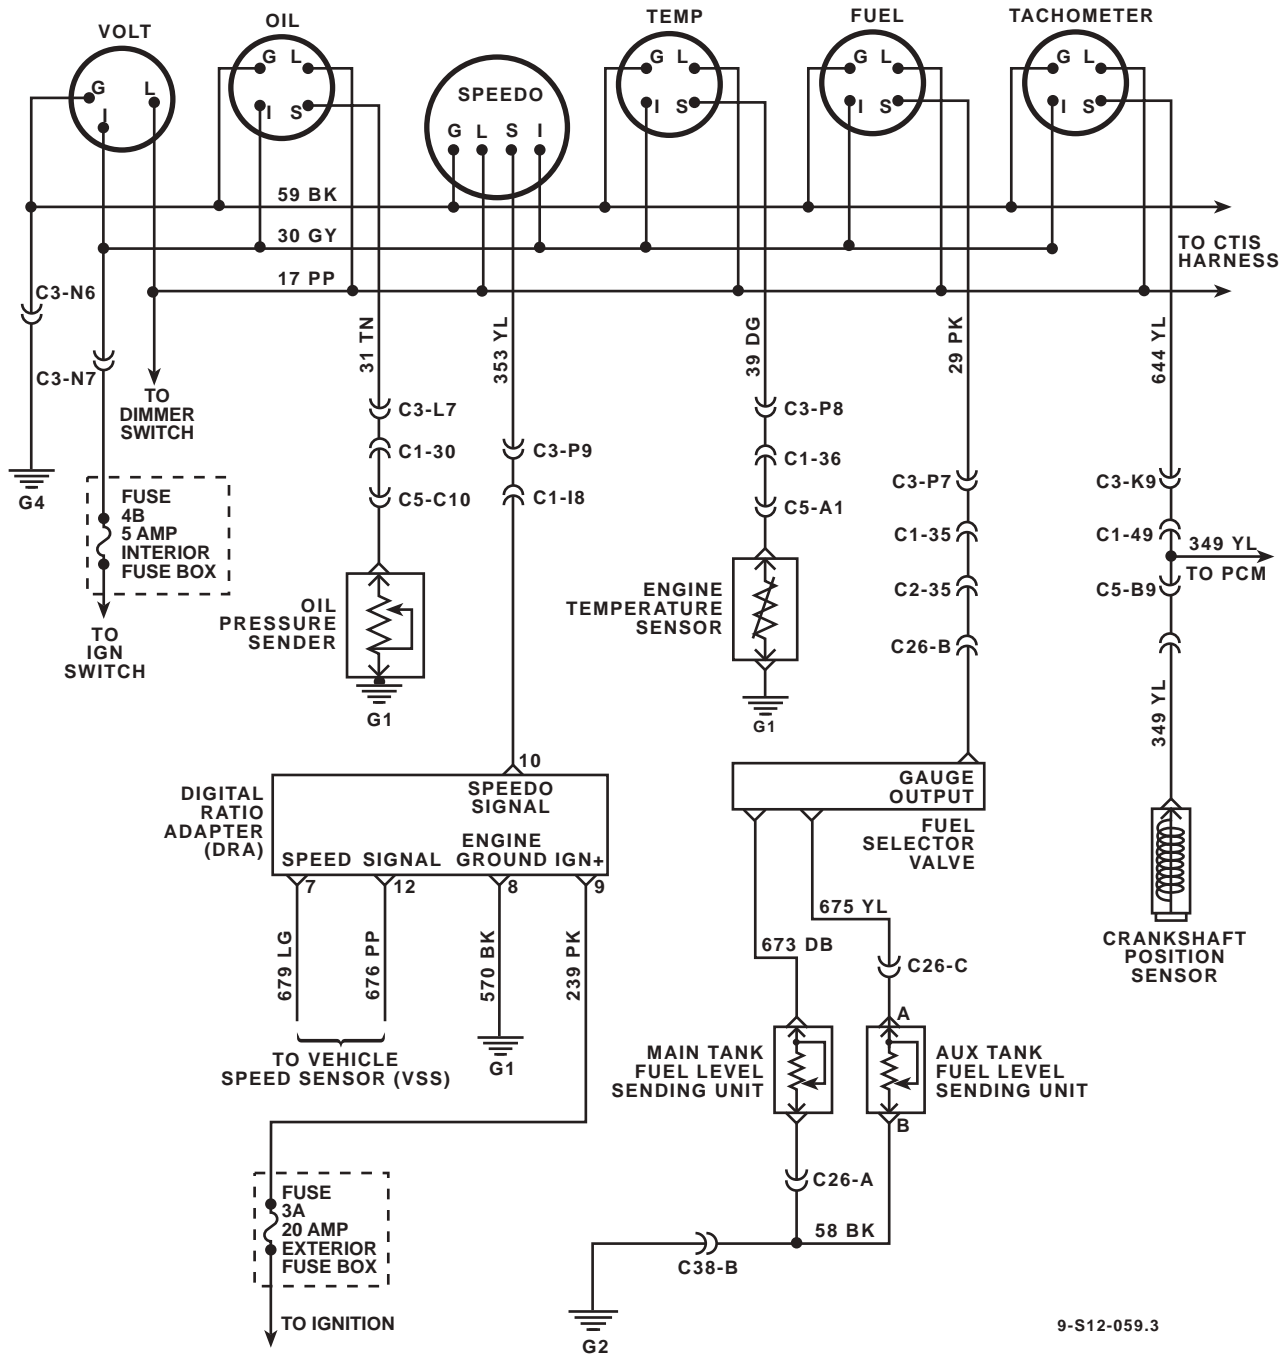 VOLT
OIL
TEMP
FUEL
TACHOMETER
G
L
I
G L
I S
SPEEDO
G L S I
G L
I S
G L
I S
G L
I S
59 BK
30 GY
17 PP
TO CTIS
HARNESS
C3-N6
C3-N7
TO
DIMMER
SWITCH
31 TN
353 YL
39 DG
29 PK
644 YL
C3-L7
C1-30
C5-C10
C3-P9
C1-I8
C3-P8
C1-36
C5-A1
C3-P7
C1-35
C2-35
C26-B
C3-K9
C1-49
349 YL
TO PCM
C5-B9
G4
FUSE
4B
5 AMP
INTERIOR
FUSE BOX
TO
IGN
SWITCH
OIL
PRESSURE
SENDER
G1
ENGINE
TEMPERATURE
SENSOR
G1
349 YL
10
SPEEDO
SIGNAL
DIGITAL
RATIO
ADAPTER
(DRA)
ENGINE
SPEED SIGNAL GROUND IGN+
7
12
8
9
GAUGE
OUTPUT
FUEL
SELECTOR
VALVE
675 YL
673 DB
C26-C
CRANKSHAFT
POSITION
SENSOR
679 LG
676 PP
570 BK
239 PK
G1
TO VEHICLE
SPEED SENSOR (VSS)
MAIN TANK
FUEL LEVEL
SENDING UNIT
A
AUX TANK
FUEL LEVEL
SENDING UNIT
B
C26-A
58 BK
C38-B
G2
FUSE
3A
20 AMP
EXTERIOR
FUSE BOX
TO IGNITION
9-S12-059.3